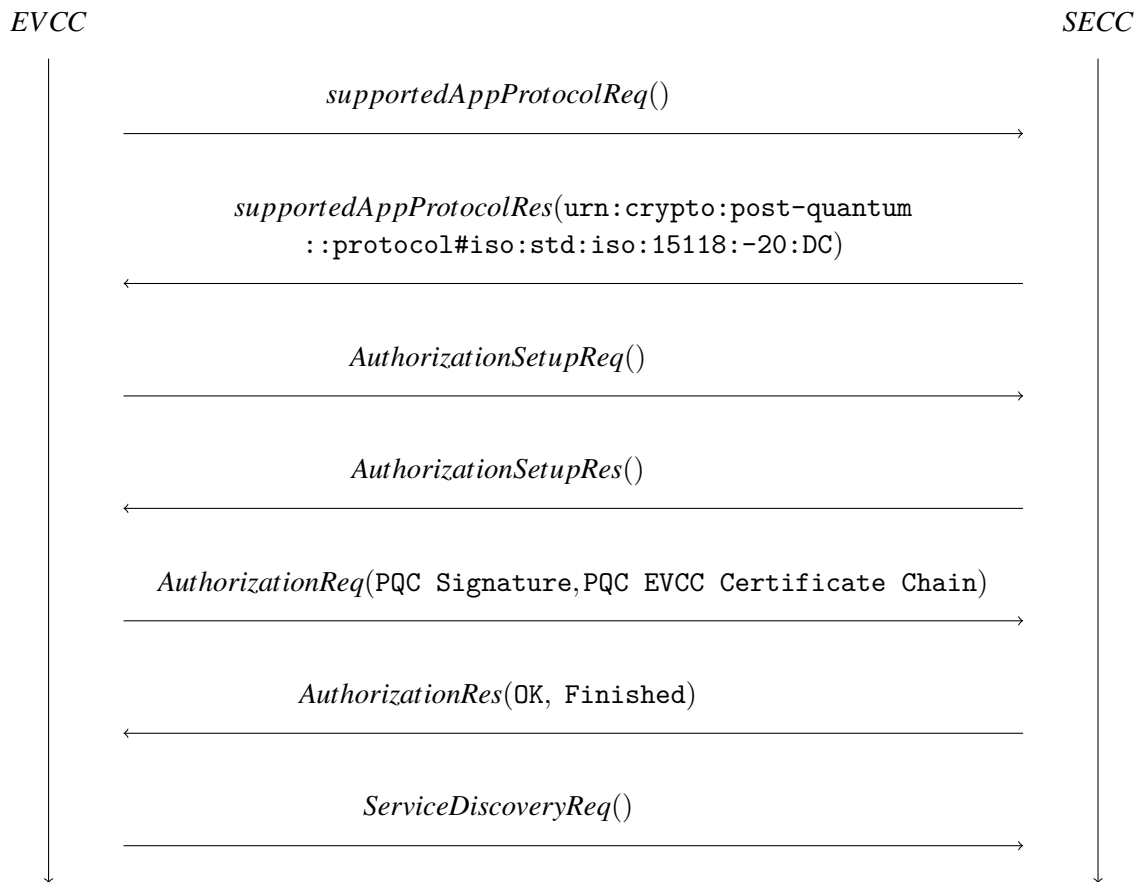 EVCC SECC
supportedAppProtocolReq()
supportedAppProtocolRes(urn:crypto:post-quantum
::protocol#iso:std:iso:15118:-20:DC)
AuthorizationSetupReq()
AuthorizationSetupRes()
AuthorizationReq(PQC Signature,PQC EVCC Certificate Chain)
AuthorizationRes(OK, Finished)
ServiceDiscoveryReq()